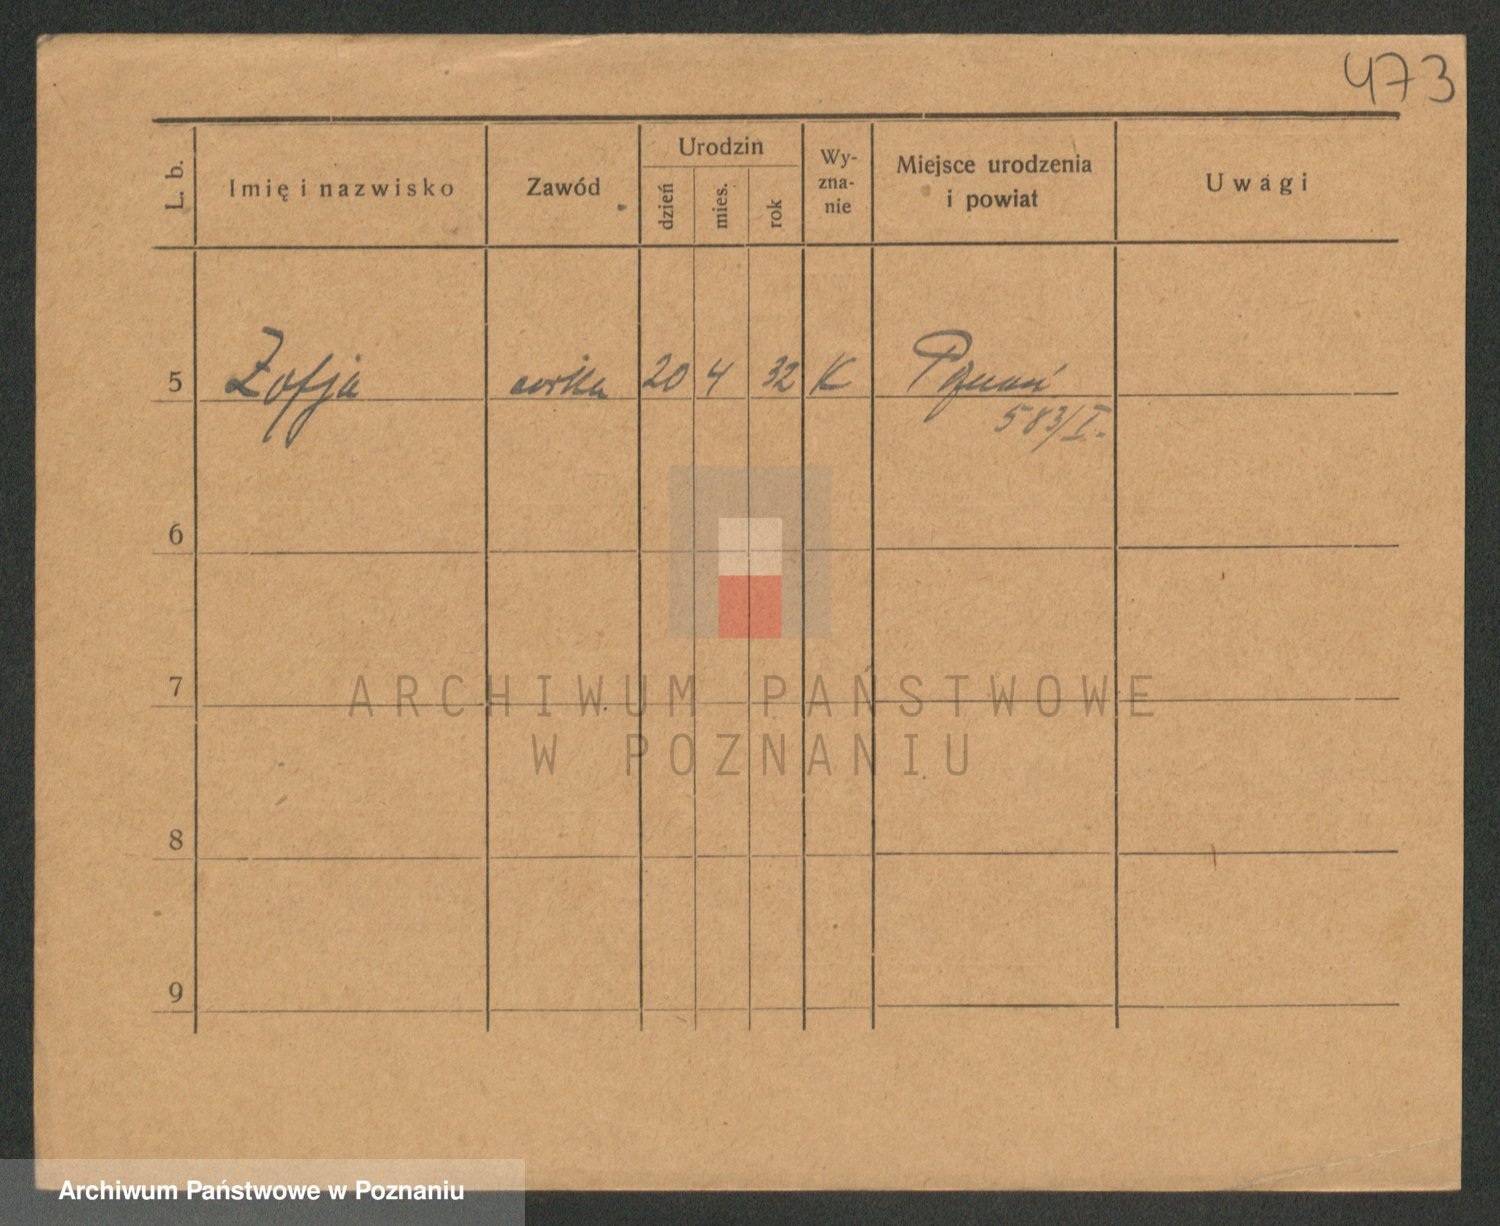 473
L. b. Imię i nazwisko Zawód Urodzin dzień mies. rok Wy-zna-nie Miejsce urodzenia i powiat Uwagi
5 Zofja córka 20 4 32 K Poznań
583/I.
6
7
ARCHIWUM PAŃSTWOWE
W POZNANIU
8
9
Archiwum Państwowe w Poznaniu